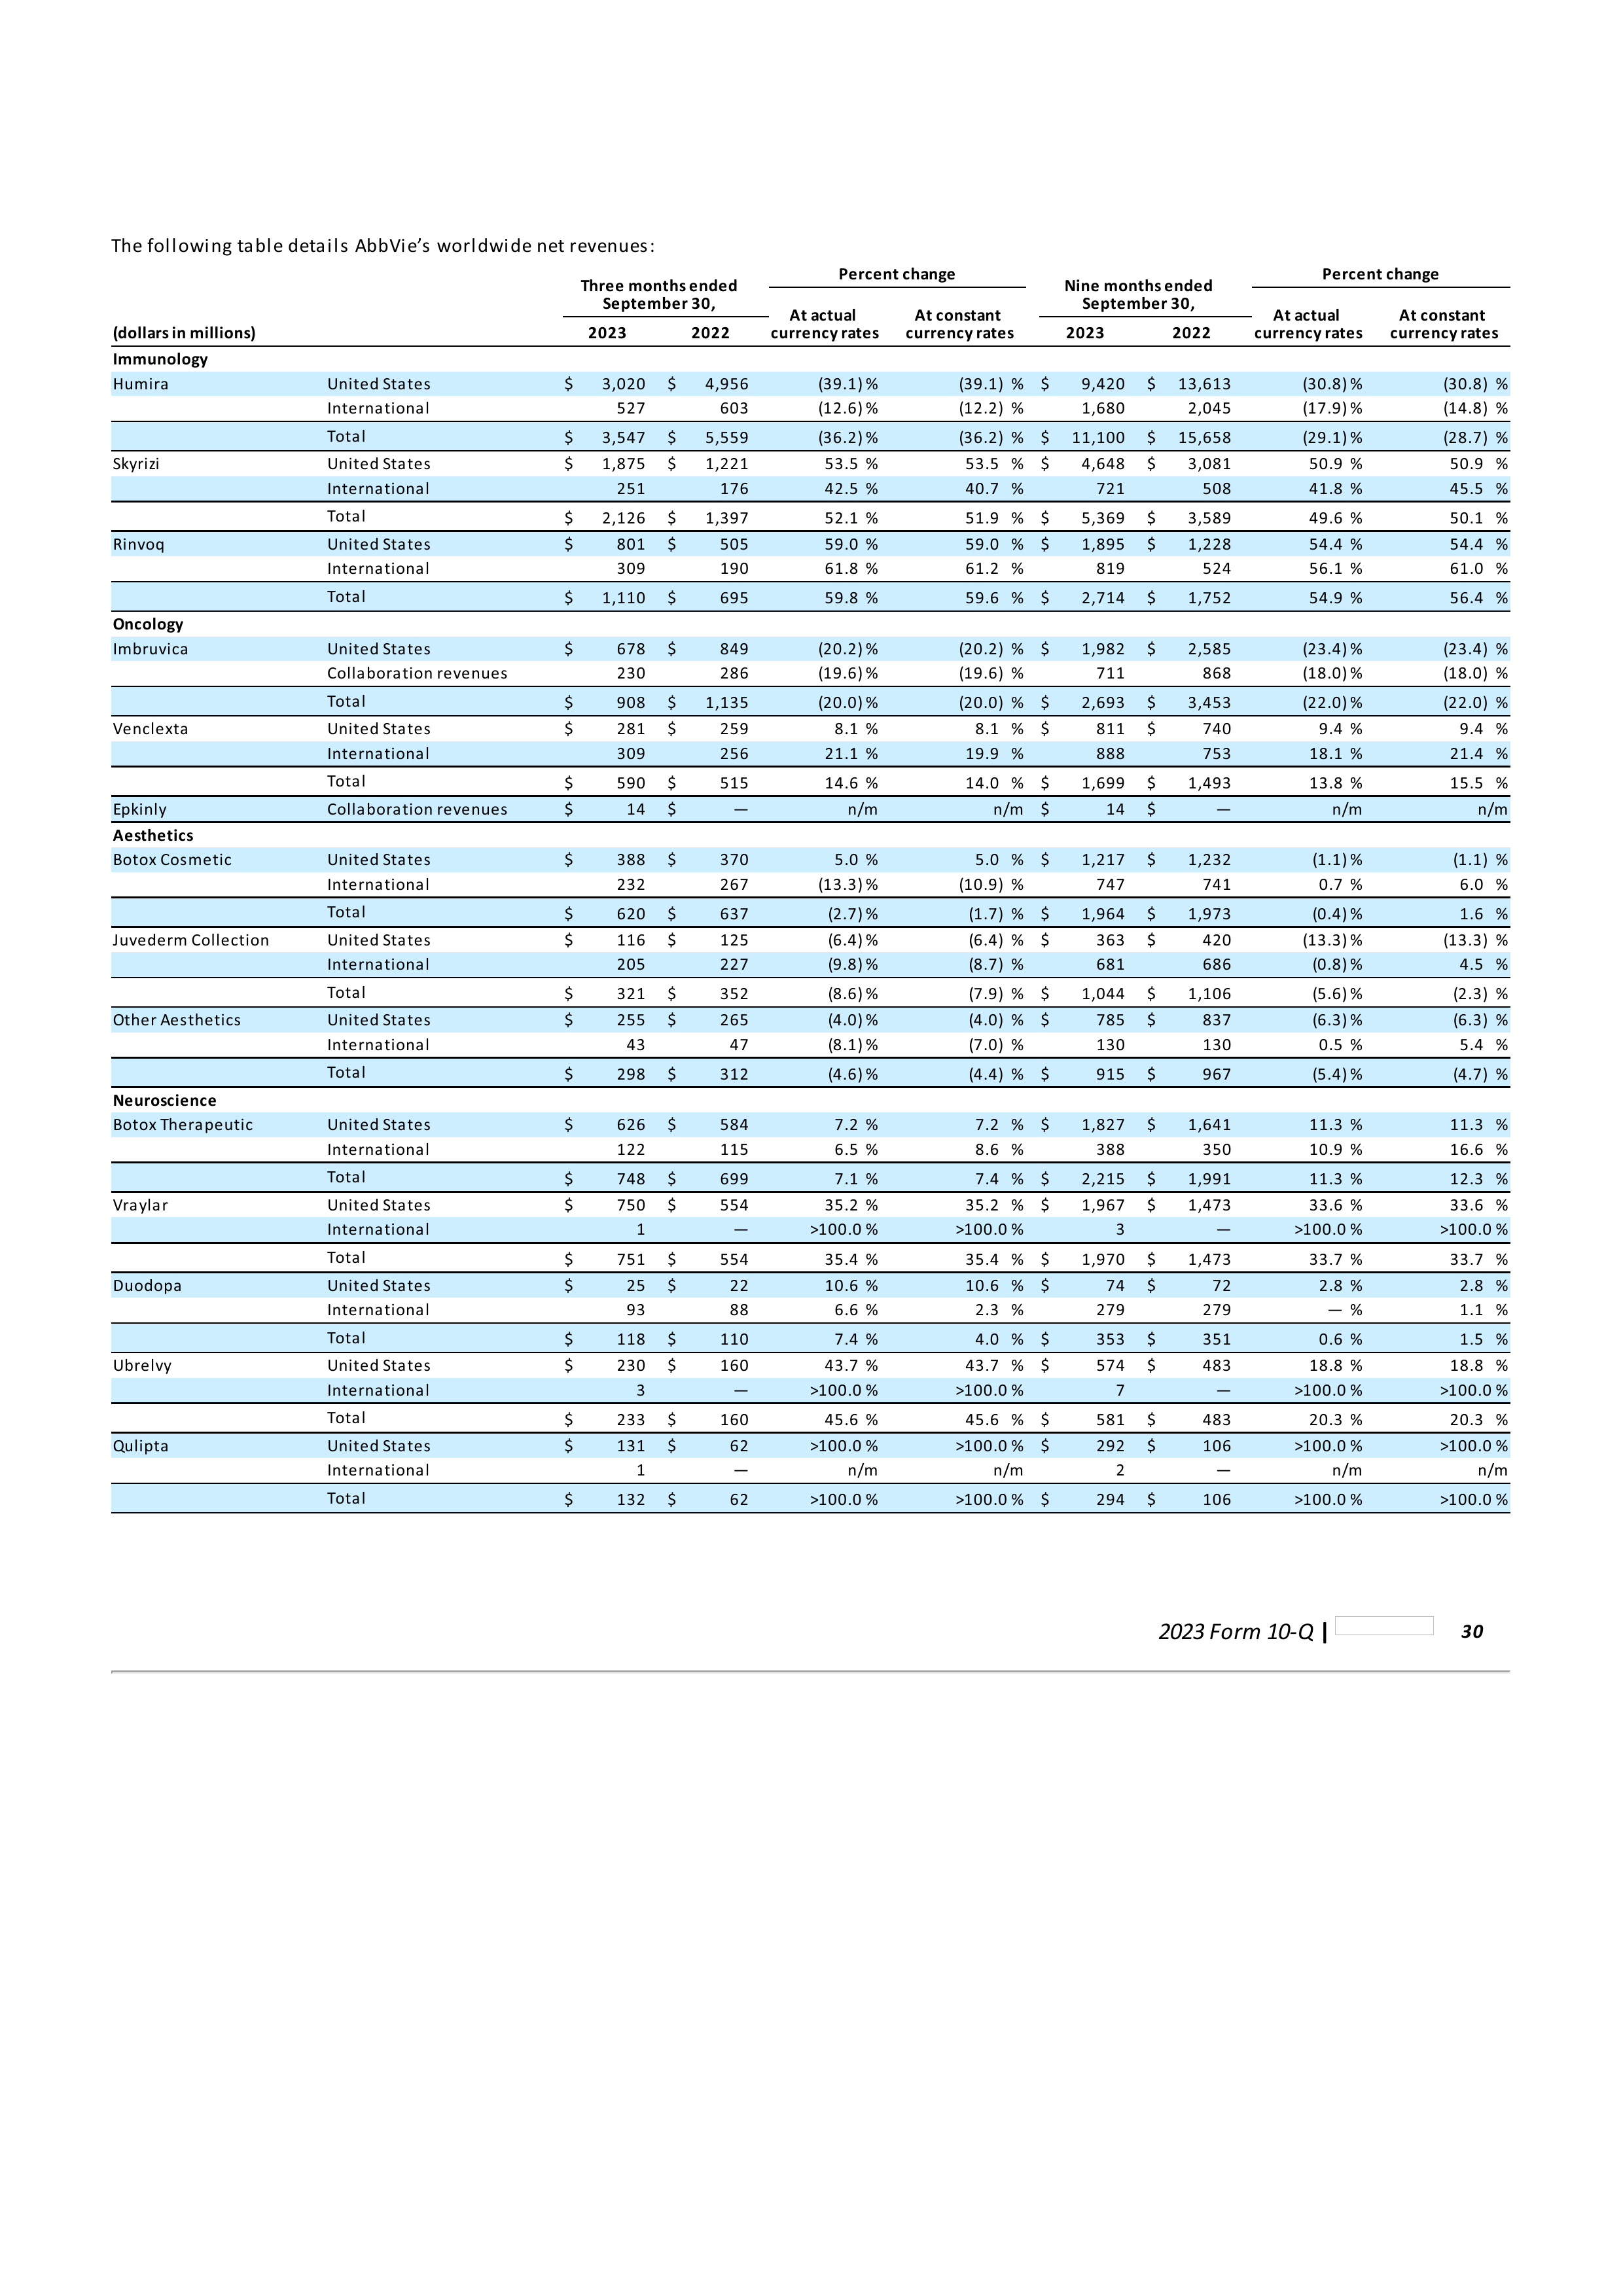 The following table details AbbVie’s worldwide net revenues:
Percent change Percent change
Three months ended Nine months ended
September 30, September 30,
At actual At constant At actual At constant
(dollars in millions) 2023 2022 currency rates currency rates 2023 2022 currency rates currency rates
Immunology
Humira United States $ 3,020 $ 4,956 (39.1)% (39.1) % $ 9,420 $ 13,613 (30.8)% (30.8) %
International 527 603 (12.6)% (12.2) % 1,680 2,045 (17.9)% (14.8) %
Total $ 3,547 $ 5,559 (36.2)% (36.2) % $ 11,100 $ 15,658 (29.1)% (28.7) %
Skyrizi United States $ 1,875 $ 1,221 53.5 % 53.5 % $ 4,648 $ 3,081 50.9 % 50.9 %
International 251 176 42.5 % 40.7 % 721 508 41.8 % 45.5 %
Total $ 2,126 $ 1,397 52.1 % 51.9 % $ 5,369 $ 3,589 49.6 % 50.1 %
Rinvoq United States $ 801 $ 505 59.0 % 59.0 % $ 1,895 $ 1,228 54.4 % 54.4 %
International 309 190 61.8 % 61.2 % 819 524 56.1 % 61.0 %
Total $ 1,110 $ 695 59.8 % 59.6 % $ 2,714 $ 1,752 54.9 % 56.4 %
Oncology
Imbruvica United States $ 678 $ 849 (20.2)% (20.2) % $ 1,982 $ 2,585 (23.4)% (23.4) %
Collaboration revenues 230 286 (19.6)% (19.6) % 711 868 (18.0)% (18.0) %
Total $ 908 $ 1,135 (20.0)% (20.0) % $ 2,693 $ 3,453 (22.0)% (22.0) %
Venclexta United States $ 281 $ 259 8.1 % 8.1 % $ 811 $ 740 9.4 % 9.4 %
International 309 256 21.1 % 19.9 % 888 753 18.1 % 21.4 %
Total $ 590 $ 515 14.6 % 14.0 % $ 1,699 $ 1,493 13.8 % 15.5 %
Epkinly Collaboration revenues $ 14 $ — n/m n/m $ 14 $ — n/m n/m
Aesthetics
Botox Cosmetic United States $ 388 $ 370 5.0 % 5.0 % $ 1,217 $ 1,232 (1.1)% (1.1) %
International 232 267 (13.3)% (10.9) % 747 741 0.7 % 6.0 %
Total $ 620 $ 637 (2.7)% (1.7) % $ 1,964 $ 1,973 (0.4)% 1.6 %
Juvederm Collection United States $ 116 $ 125 (6.4)% (6.4) % $ 363 $ 420 (13.3)% (13.3) %
International 205 227 (9.8)% (8.7) % 681 686 (0.8)% 4.5 %
Total $ 321 $ 352 (8.6)% (7.9) % $ 1,044 $ 1,106 (5.6)% (2.3) %
Other Aesthetics United States $ 255 $ 265 (4.0)% (4.0) % $ 785 $ 837 (6.3)% (6.3) %
International 43 47 (8.1)% (7.0) % 130 130 0.5 % 5.4 %
Total $ 298 $ 312 (4.6)% (4.4) % $ 915 $ 967 (5.4)% (4.7) %
Neuroscience
Botox Therapeutic United States $ 626 $ 584 7.2 % 7.2 % $ 1,827 $ 1,641 11.3 % 11.3 %
International 122 115 6.5 % 8.6 % 388 350 10.9 % 16.6 %
Total $ 748 $ 699 7.1 % 7.4 % $ 2,215 $ 1,991 11.3 % 12.3 %
Vraylar United States $ 750 $ 554 35.2 % 35.2 % $ 1,967 $ 1,473 33.6 % 33.6 %
International 1 — >100.0 % >100.0 % 3 — >100.0 % >100.0 %
Total $ 751 $ 554 35.4 % 35.4 % $ 1,970 $ 1,473 33.7 % 33.7 %
Duodopa United States $ 25 $ 22 10.6 % 10.6 % $ 74 $ 72 2.8 % 2.8 %
International 93 88 6.6 % 2.3 % 279 279 — % 1.1 %
Total $ 118 $ 110 7.4 % 4.0 % $ 353 $ 351 0.6 % 1.5 %
Ubrelvy United States $ 230 $ 160 43.7 % 43.7 % $ 574 $ 483 18.8 % 18.8 %
International 3 — >100.0 % >100.0 % 7 — >100.0 % >100.0 %
Total $ 233 $ 160 45.6 % 45.6 % $ 581 $ 483 20.3 % 20.3 %
Qulipta United States $ 131 $ 62 >100.0 % >100.0 % $ 292 $ 106 >100.0 % >100.0 %
International 1 — n/m n/m 2 — n/m n/m
Total $ 132 $ 62 >100.0 % >100.0 % $ 294 $ 106 >100.0 % >100.0 %
2023 Form 10-Q | 30